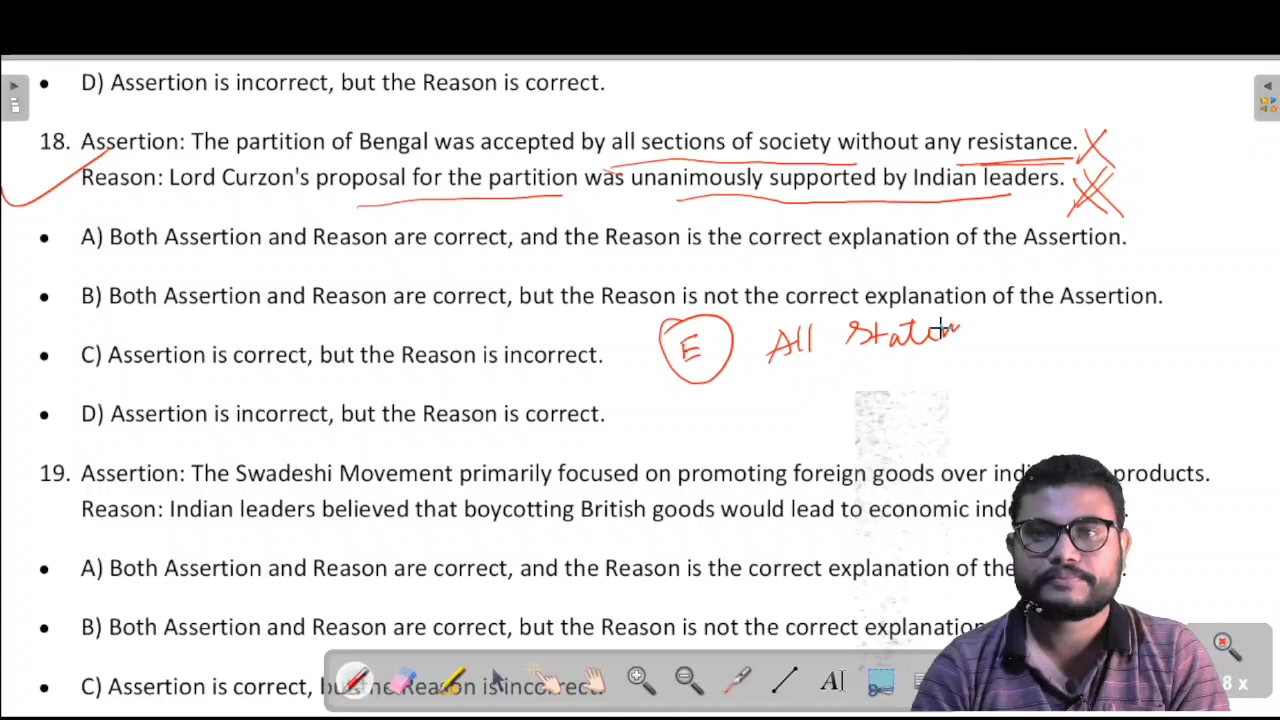 • D) Assertion is incorrect, but the Reason is correct.
18. Assertion: The partition of Bengal was accepted by all sections of society without any resistance.
Reason: Lord Curzon's proposal for the partition was unanimously supported by Indian leaders.
• A) Both Assertion and Reason are correct, and the Reason is the correct explanation of the Assertion.
• B) Both Assertion and Reason are correct, but the Reason is not the correct explanation of the Assertion.
E All
• C) Assertion is correct, but the Reason is incorrect.
• D) Assertion is incorrect, but the Reason is correct.
19. Assertion: The Swadeshi Movement primarily focused on promoting foreign goods over products.
Reason: Indian leaders believed that boycotting British goods would lead to economic
• A) Both Assertion and Reason are correct, and the Reason is the correct explanation of the
• B) Both Assertion and Reason are correct, but the Reason is not the correct
• C) Assertion is correct, but the Reason is incorrect.
8 x